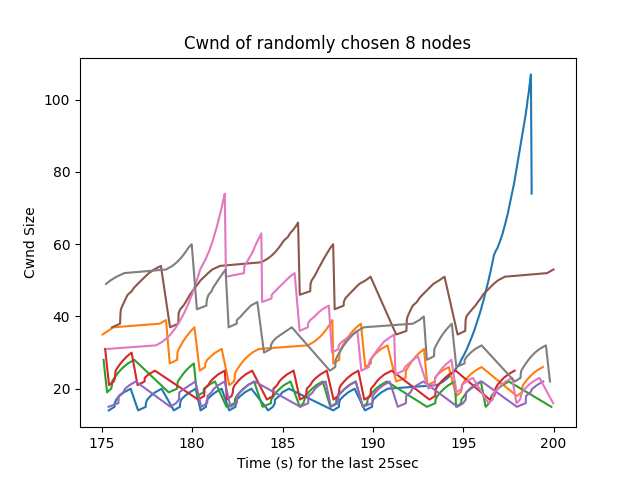 Cwnd of randomly chosen 8 nodes
100
80
60
40
20
Cwnd Size
175 180 185 190 195 200
Time (s) for the last 25sec